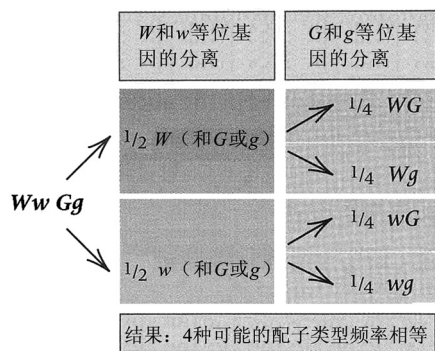 W和w等位基
因的分离
G和g等位基
因的分离
1/4 WG
1/2 W（和G或g）
1/4 Wg
Ww Gg
1/4 wG
1/2 w（和G或g）
1/4 wg
结果：4种可能的配子类型频率相等